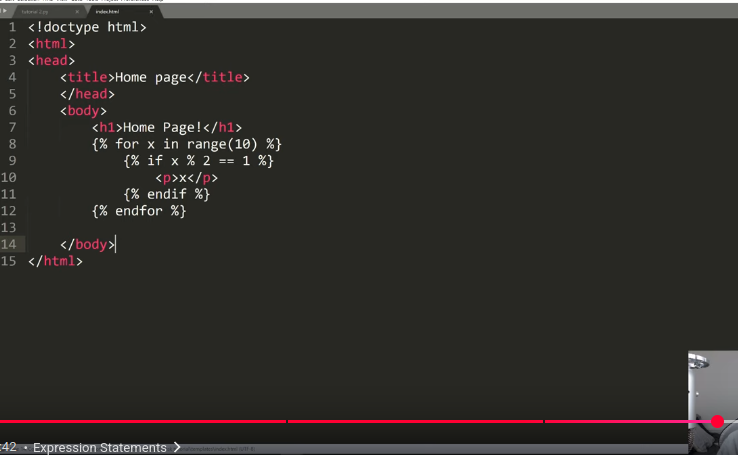 tutorial 2.py × index.html ×
1 <!doctype html>
2 <html>
3 <head>
4 <title>Home page</title>
5 </head>
6 <body>
7 <h1>Home Page!</h1>
8 {% for x in range(10) %}
9 {% if x % 2 == 1 %}
10 <p>x</p>
11 {% endif %}
12 {% endfor %}
13
14 </body>
15 </html>
:42 • Expression Statements >